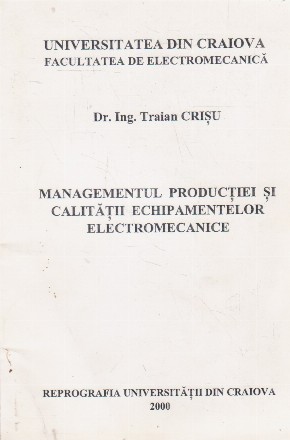 UNIVERSITATEA DIN CRAIOVA
FACULTATEA DE ELECTROMECANICĂ
Dr. Ing. Traian CRIȘU
MANAGEMENTUL PRODUCȚIEI ȘI
CALITĂȚII ECHIPAMENTELOR
ELECTROMECANICE
REPROGRAFIA UNIVERSITĂȚII DIN CRAIOVA
2000